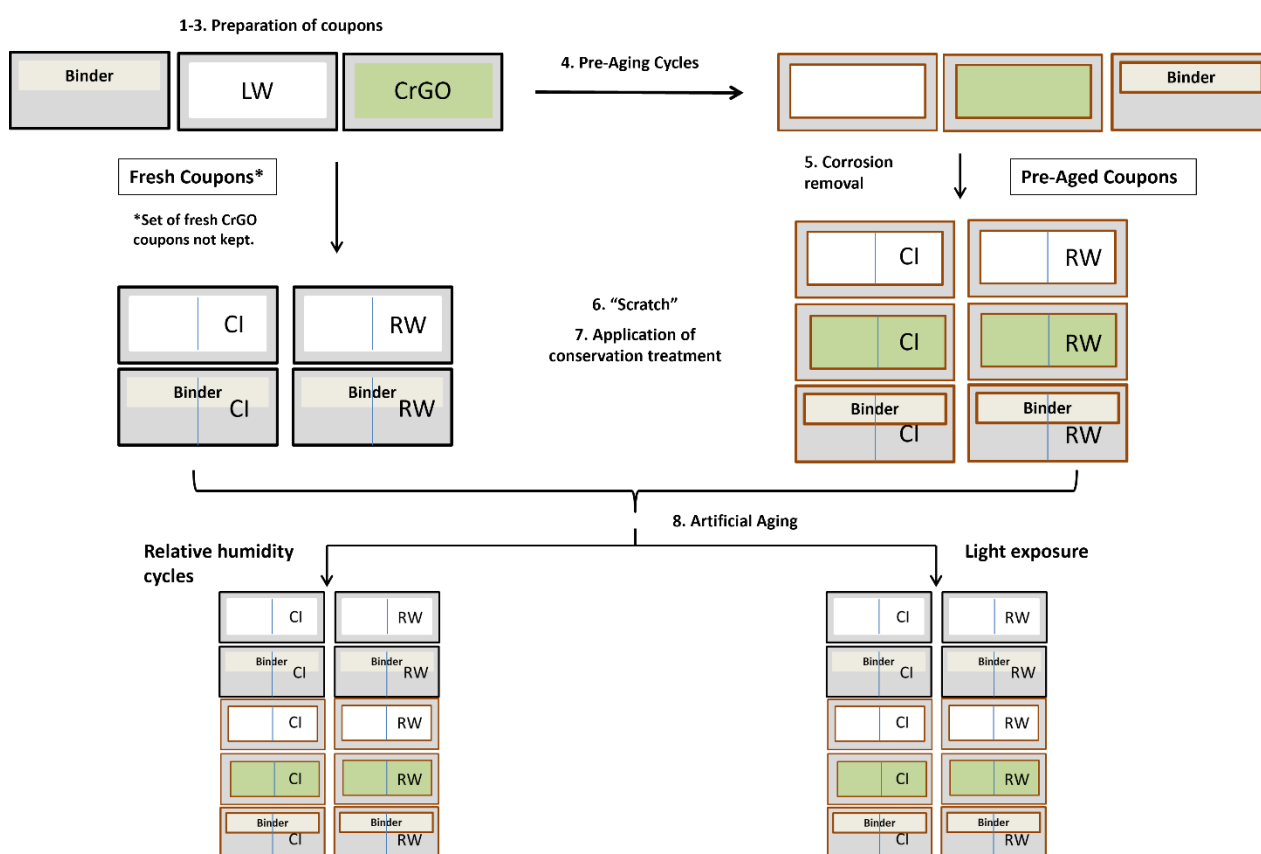 1-3. Preparation of coupons
Binder
LW
CrGO
4. Pre-Aging Cycles
Binder
Fresh Coupons*
*Set of fresh CrGO
coupons not kept.
5. Corrosion
removal
Pre-Aged Coupons
CI
RW
CI
RW
Binder
CI
Binder
RW
6. “Scratch”
7. Application of
conservation treatment
CI
RW
Binder
CI
Binder
RW
8. Artificial Aging
Relative humidity
cycles
Light exposure
CI
RW
Binder
CI
Binder
RW
CI
RW
CI
RW
Binder
CI
Binder
RW
CI
RW
Binder
CI
Binder
RW
CI
RW
CI
RW
Binder
CI
Binder
RW